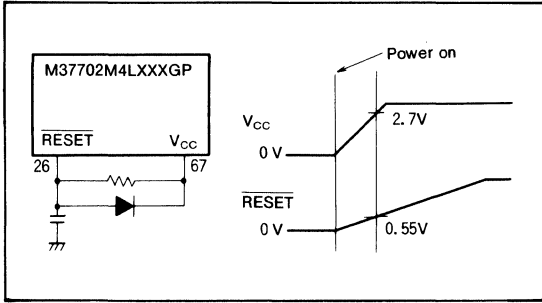 M37702M4LXXXGP
RESET
VCC
26
67
Power on
VCC
2.7V
0 V
RESET
0 V
0.55V